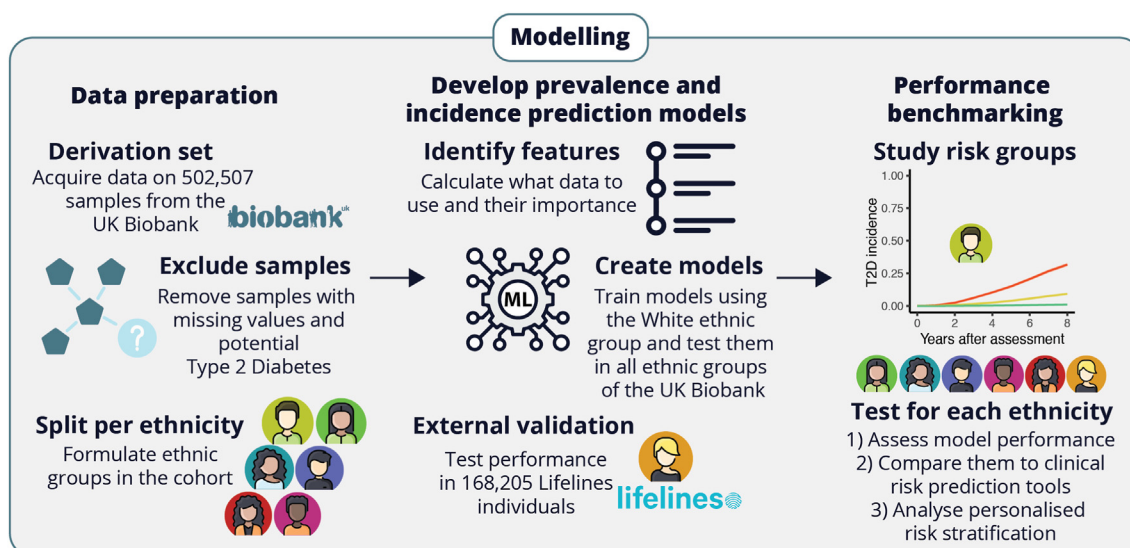 Modelling
Data preparation
Derivation set
Acquire data on 502,507
samples from the
UK Biobank
biobank uk
Exclude samples
Remove samples with
missing values and
potential
Type 2 Diabetes
?
Split per ethnicity
Formulate ethnic
groups in the cohort
Develop prevalence and
incidence prediction models
Identify features
Calculate what data to
use and their importance
ML
Create models
Train models using
the White ethnic
group and test them
in all ethnic groups
of the UK Biobank
External validation
Test performance
in 168,205 Lifelines
individuals
lifelines
Performance
benchmarking
Study risk groups
T2D incidence
1.00
0.75
0.50
0.25
0.00
0 2 4 6 8
Years after assessment
Test for each ethnicity
1) Assess model performance
2) Compare them to clinical
risk prediction tools
3) Analyse personalised
risk stratification